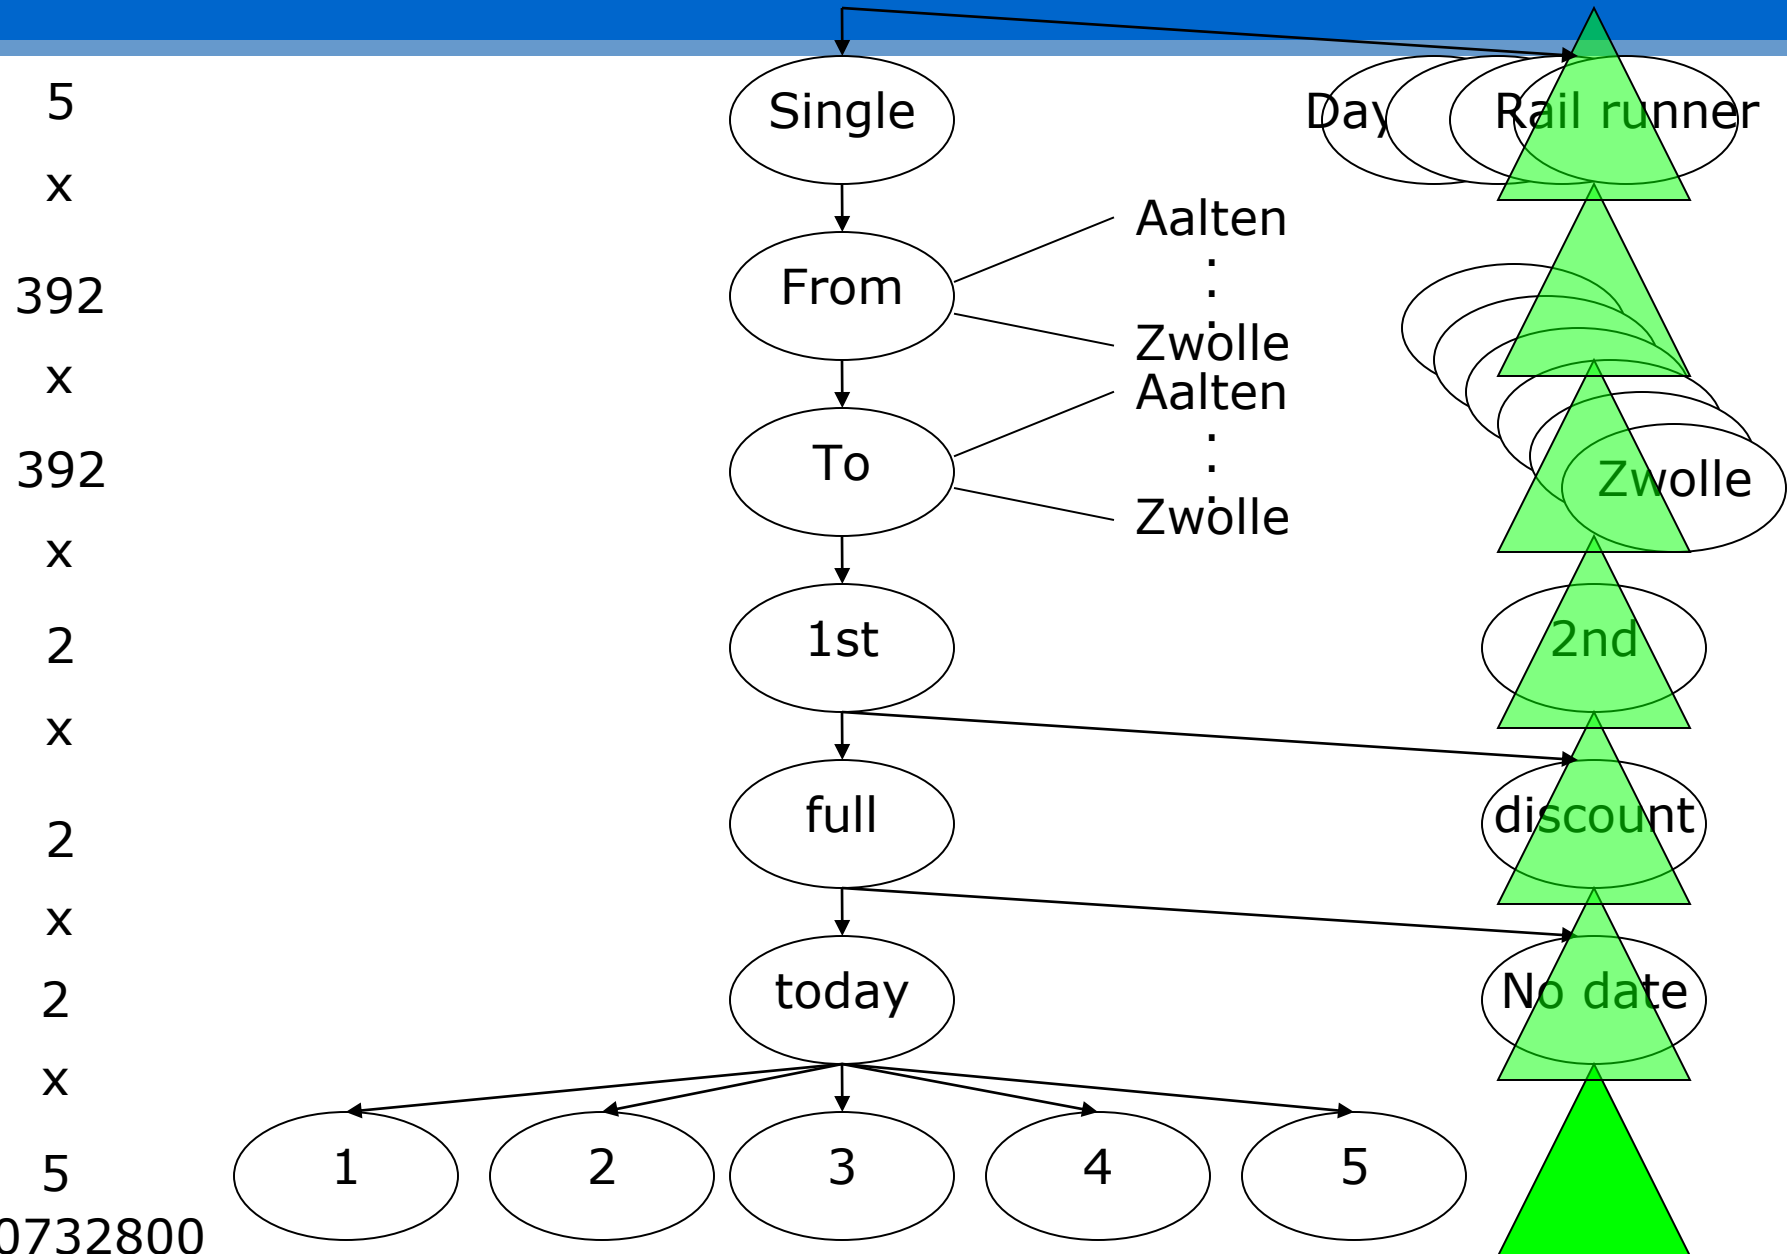 5
Single
Day
Rail runner
x
Aalten
.
.
.
392
From
Zwolle
x
Aalten
.
.
.
392
To
Zwolle
Zwolle
x
2
1st
2nd
x
2
full
discount
x
2
today
No date
x
5
1
2
3
4
5
0732800